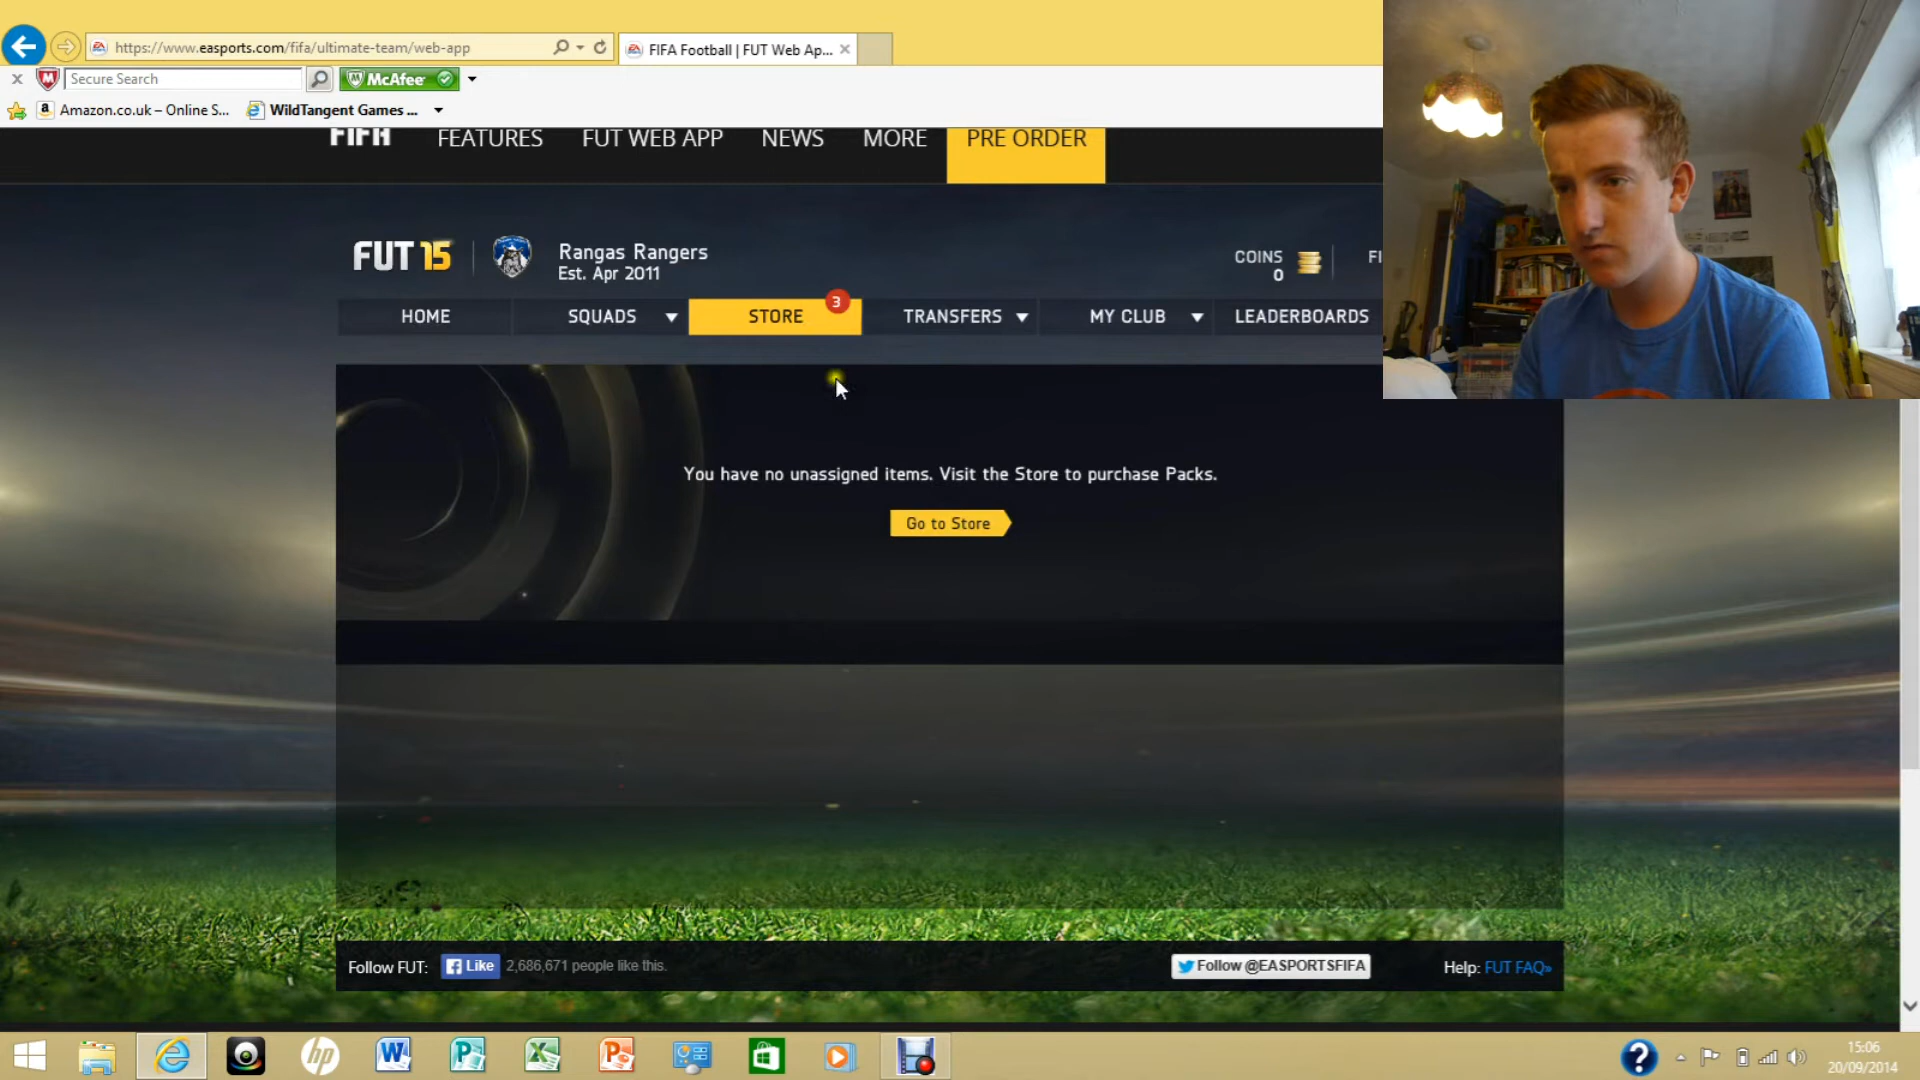 https://www.easports.com/fifa/ultimate-team/web-app
FIFA Football | FUT Web Ap...
Secure Search
McAfee
Amazon.co.uk – Online S...
WildTangent Games ...
FIFA
FEATURES
FUT WEB APP
NEWS
MORE
PRE ORDER
FUT 15
Rangas Rangers
Est. Apr 2011
COINS
0
FI
HOME
SQUADS
STORE
3
TRANSFERS
MY CLUB
LEADERBOARDS
You have no unassigned items. Visit the Store to purchase Packs.
Go to Store
Follow FUT:
Like
2,686,671 people like this.
Follow @EASPORTSFIFA
Help: FUT FAQ»
15:06
20/09/2014